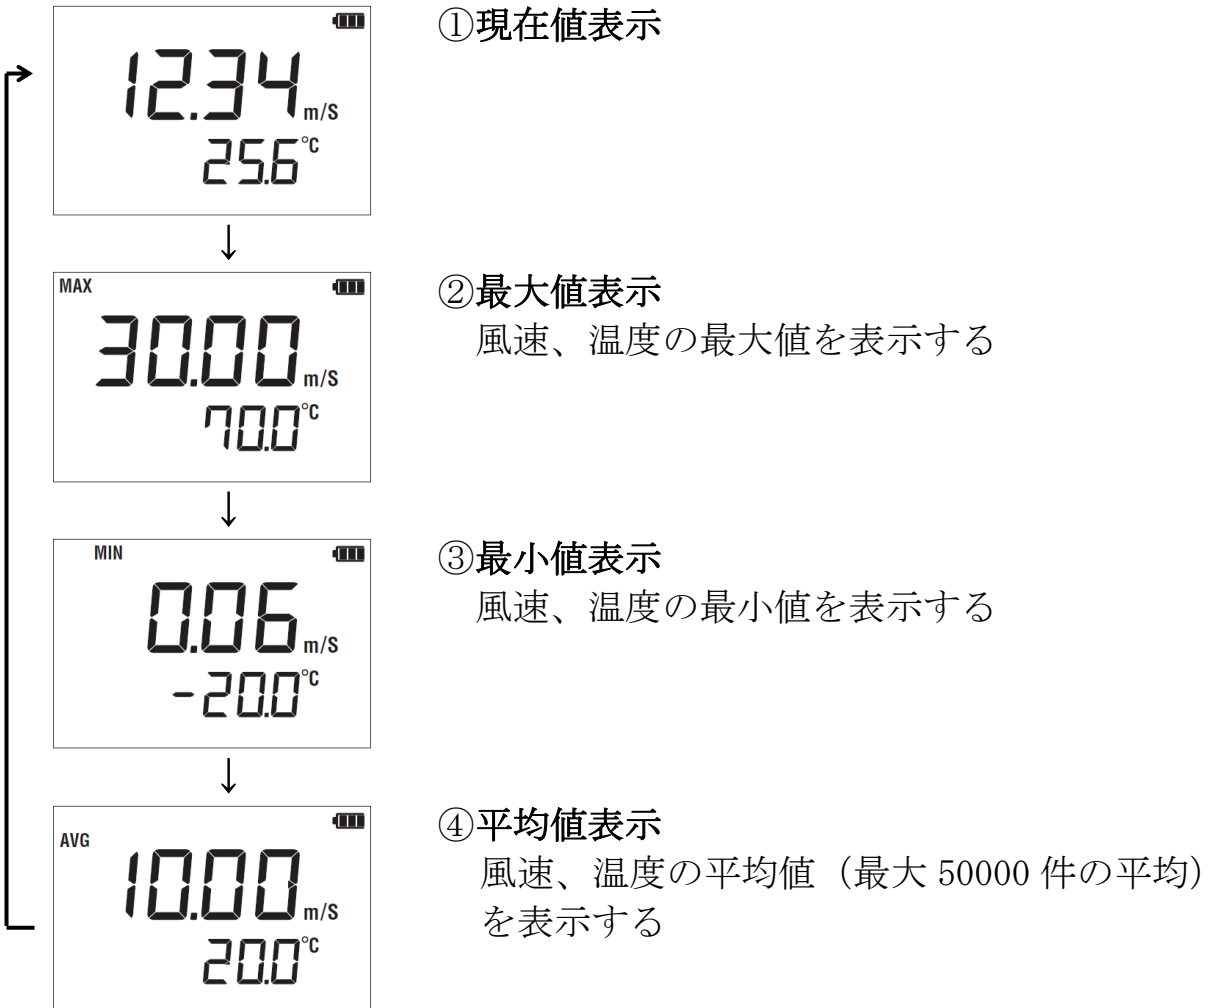 ①現在値表示
12.34 m/S
25.6 °C
↓
MAX
②最大値表示
風速、温度の最大値を表示する
30.00 m/S
70.0 °C
↓
MIN
③最小値表示
風速、温度の最小値を表示する
0.06 m/S
-20.0 °C
↓
④平均値表示
AVG
風速、温度の平均値（最大 50000 件の平均）
を表示する
10.00 m/S
20.0 °C